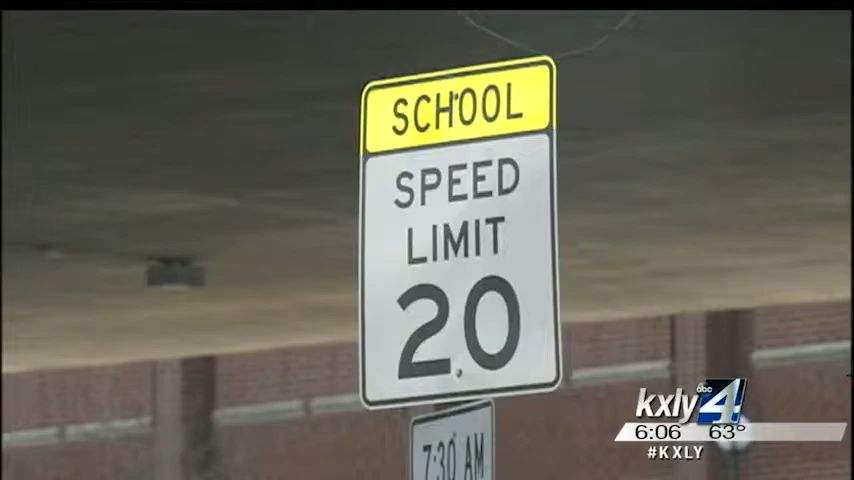 SCHOOL
SPEED
LIMIT
20
7:30 AM
kxly abc 4
6:06 63°
#KXLY